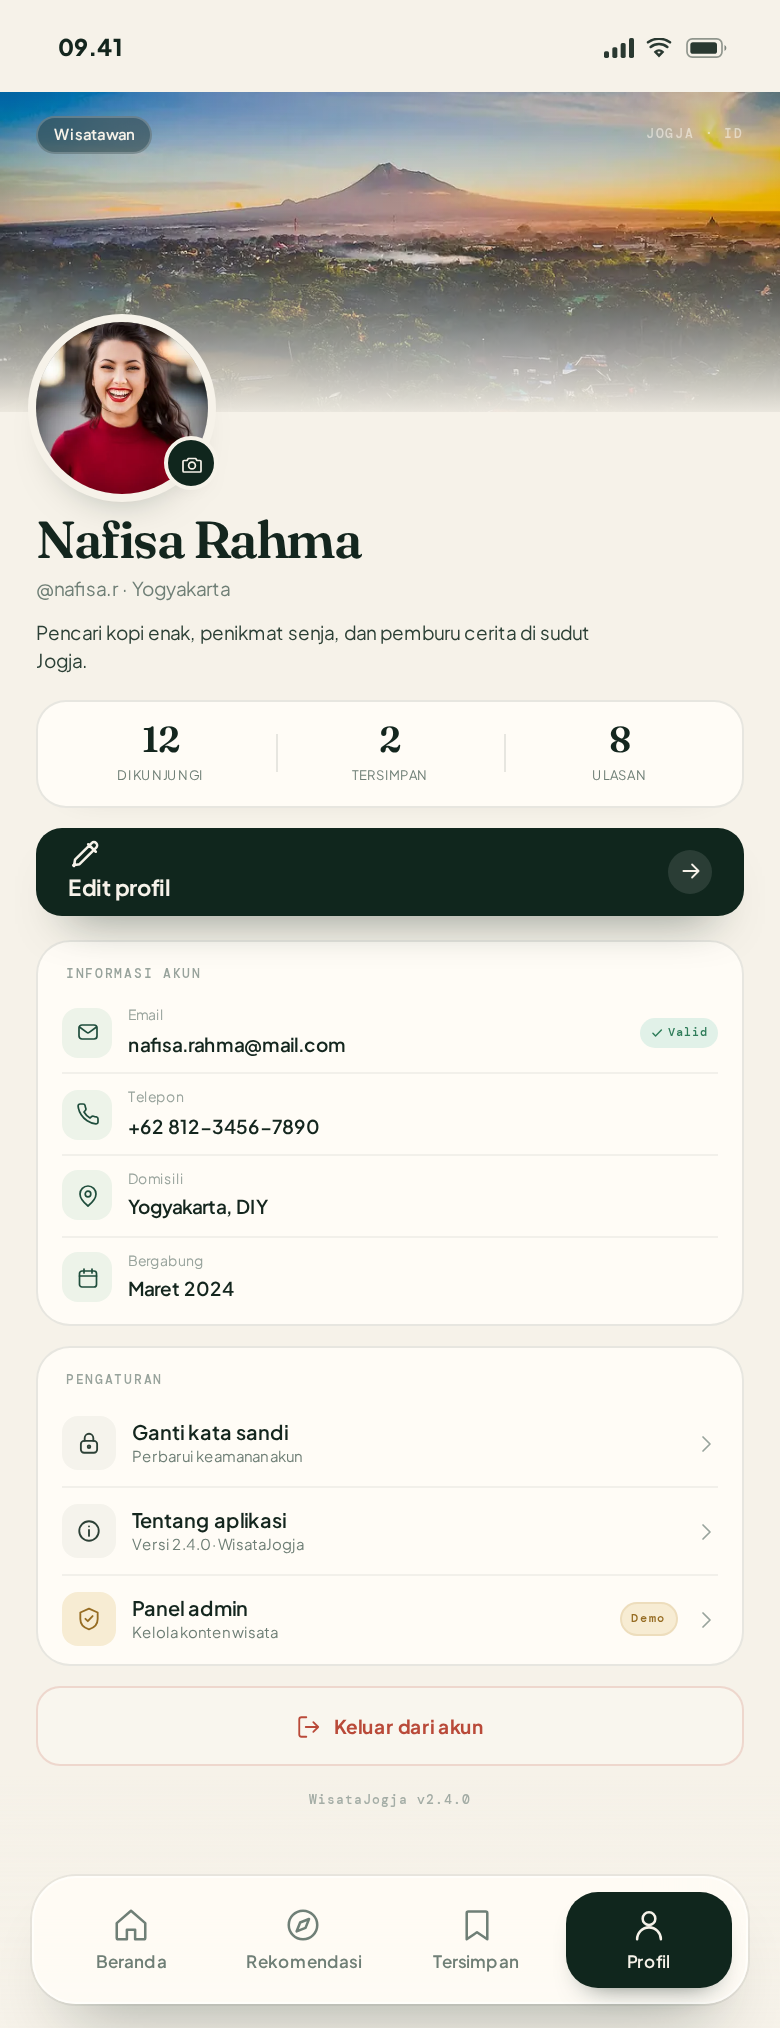 09.41
Wisatawan
JOGJA · ID
Nafisa Rahma
@nafisa.r · Yogyakarta
Pencari kopi enak, penikmat senja, dan pemburu cerita di sudut
Jogja.
12
DIKUNJUNGI
2
TERSIMPAN
8
ULASAN
Edit profil
INFORMASI AKUN
Email
nafisa.rahma@mail.com
Valid
Telepon
+62 812-3456-7890
Domisili
Yogyakarta, DIY
Bergabung
Maret 2024
PENGATURAN
Ganti kata sandi
Perbarui keamanan akun
Tentang aplikasi
Versi 2.4.0 · WisataJogja
Panel admin
Kelola konten wisata
Demo
Keluar dari akun
WisataJogja v2.4.0
Beranda
Rekomendasi
Tersimpan
Profil